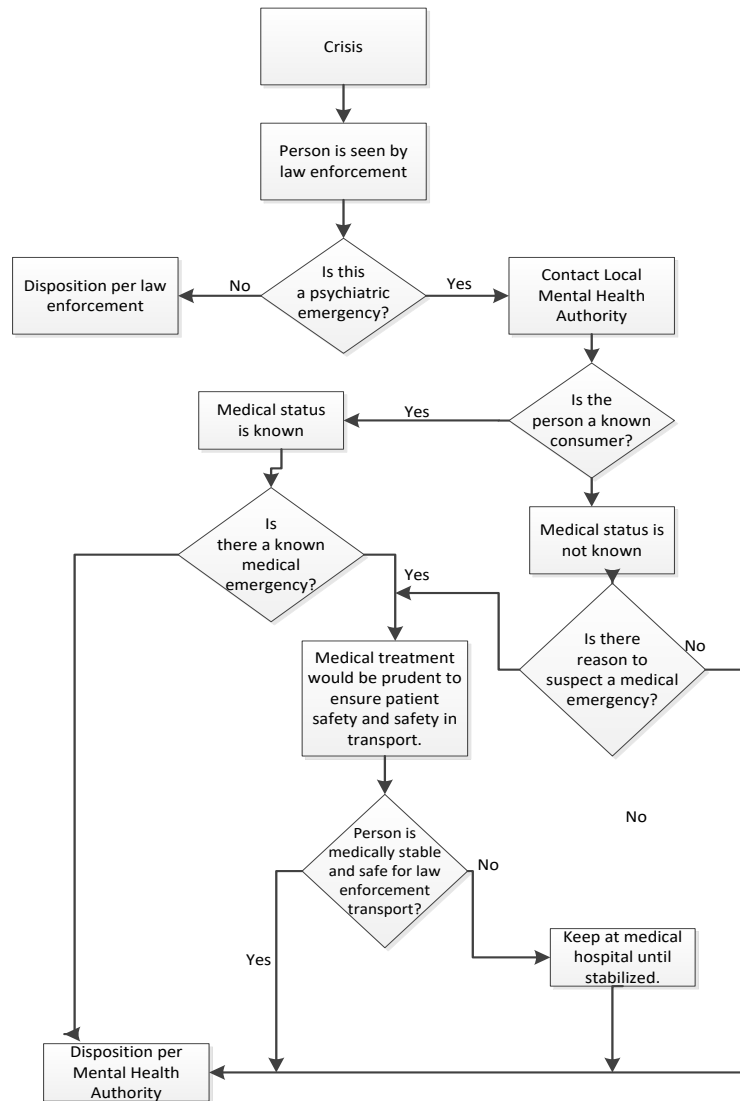 Crisis
Person is seen by
law enforcement
Is this
a psychiatric
emergency?
No
Yes
Disposition per law
enforcement
Contact Local
Mental Health
Authority
Is the
person a known
consumer?
Yes
Medical status
is known
Medical status is
not known
Is
there a known
medical
emergency?
Yes
Is there
reason to
suspect a medical
emergency?
No
Medical treatment
would be prudent to
ensure patient
safety and safety in
transport.
No
Person is
medically stable
and safe for law
enforcement
transport?
No
Yes
Keep at medical
hospital until
stabilized.
Disposition per
Mental Health
Authority